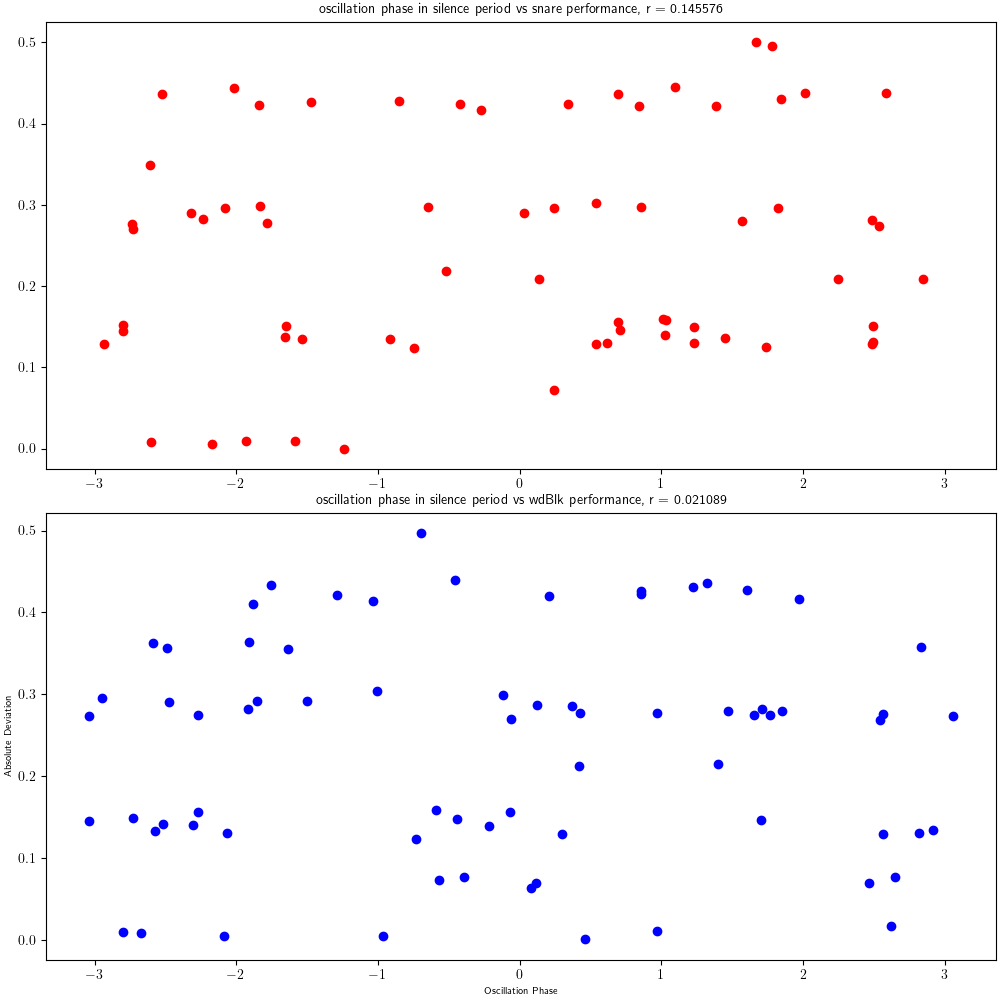 oscillation phase in silence period vs snare performance, r = 0.145576
0.5
0.4
0.3
0.2
0.1
0.0
−3 −2 −1 0 1 2 3
oscillation phase in silence period vs wdBlk performance, r = 0.021089
0.5
0.4
0.3
0.2
0.1
0.0
Absolute Deviation
−3 −2 −1 0 1 2 3
Oscillation Phase